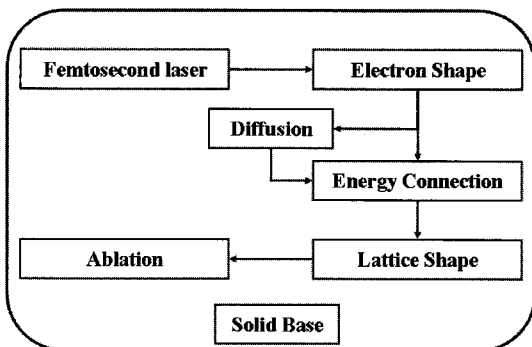 Femtosecond laser
Electron Shape
Diffusion
Energy Connection
Ablation
Lattice Shape
Solid Base